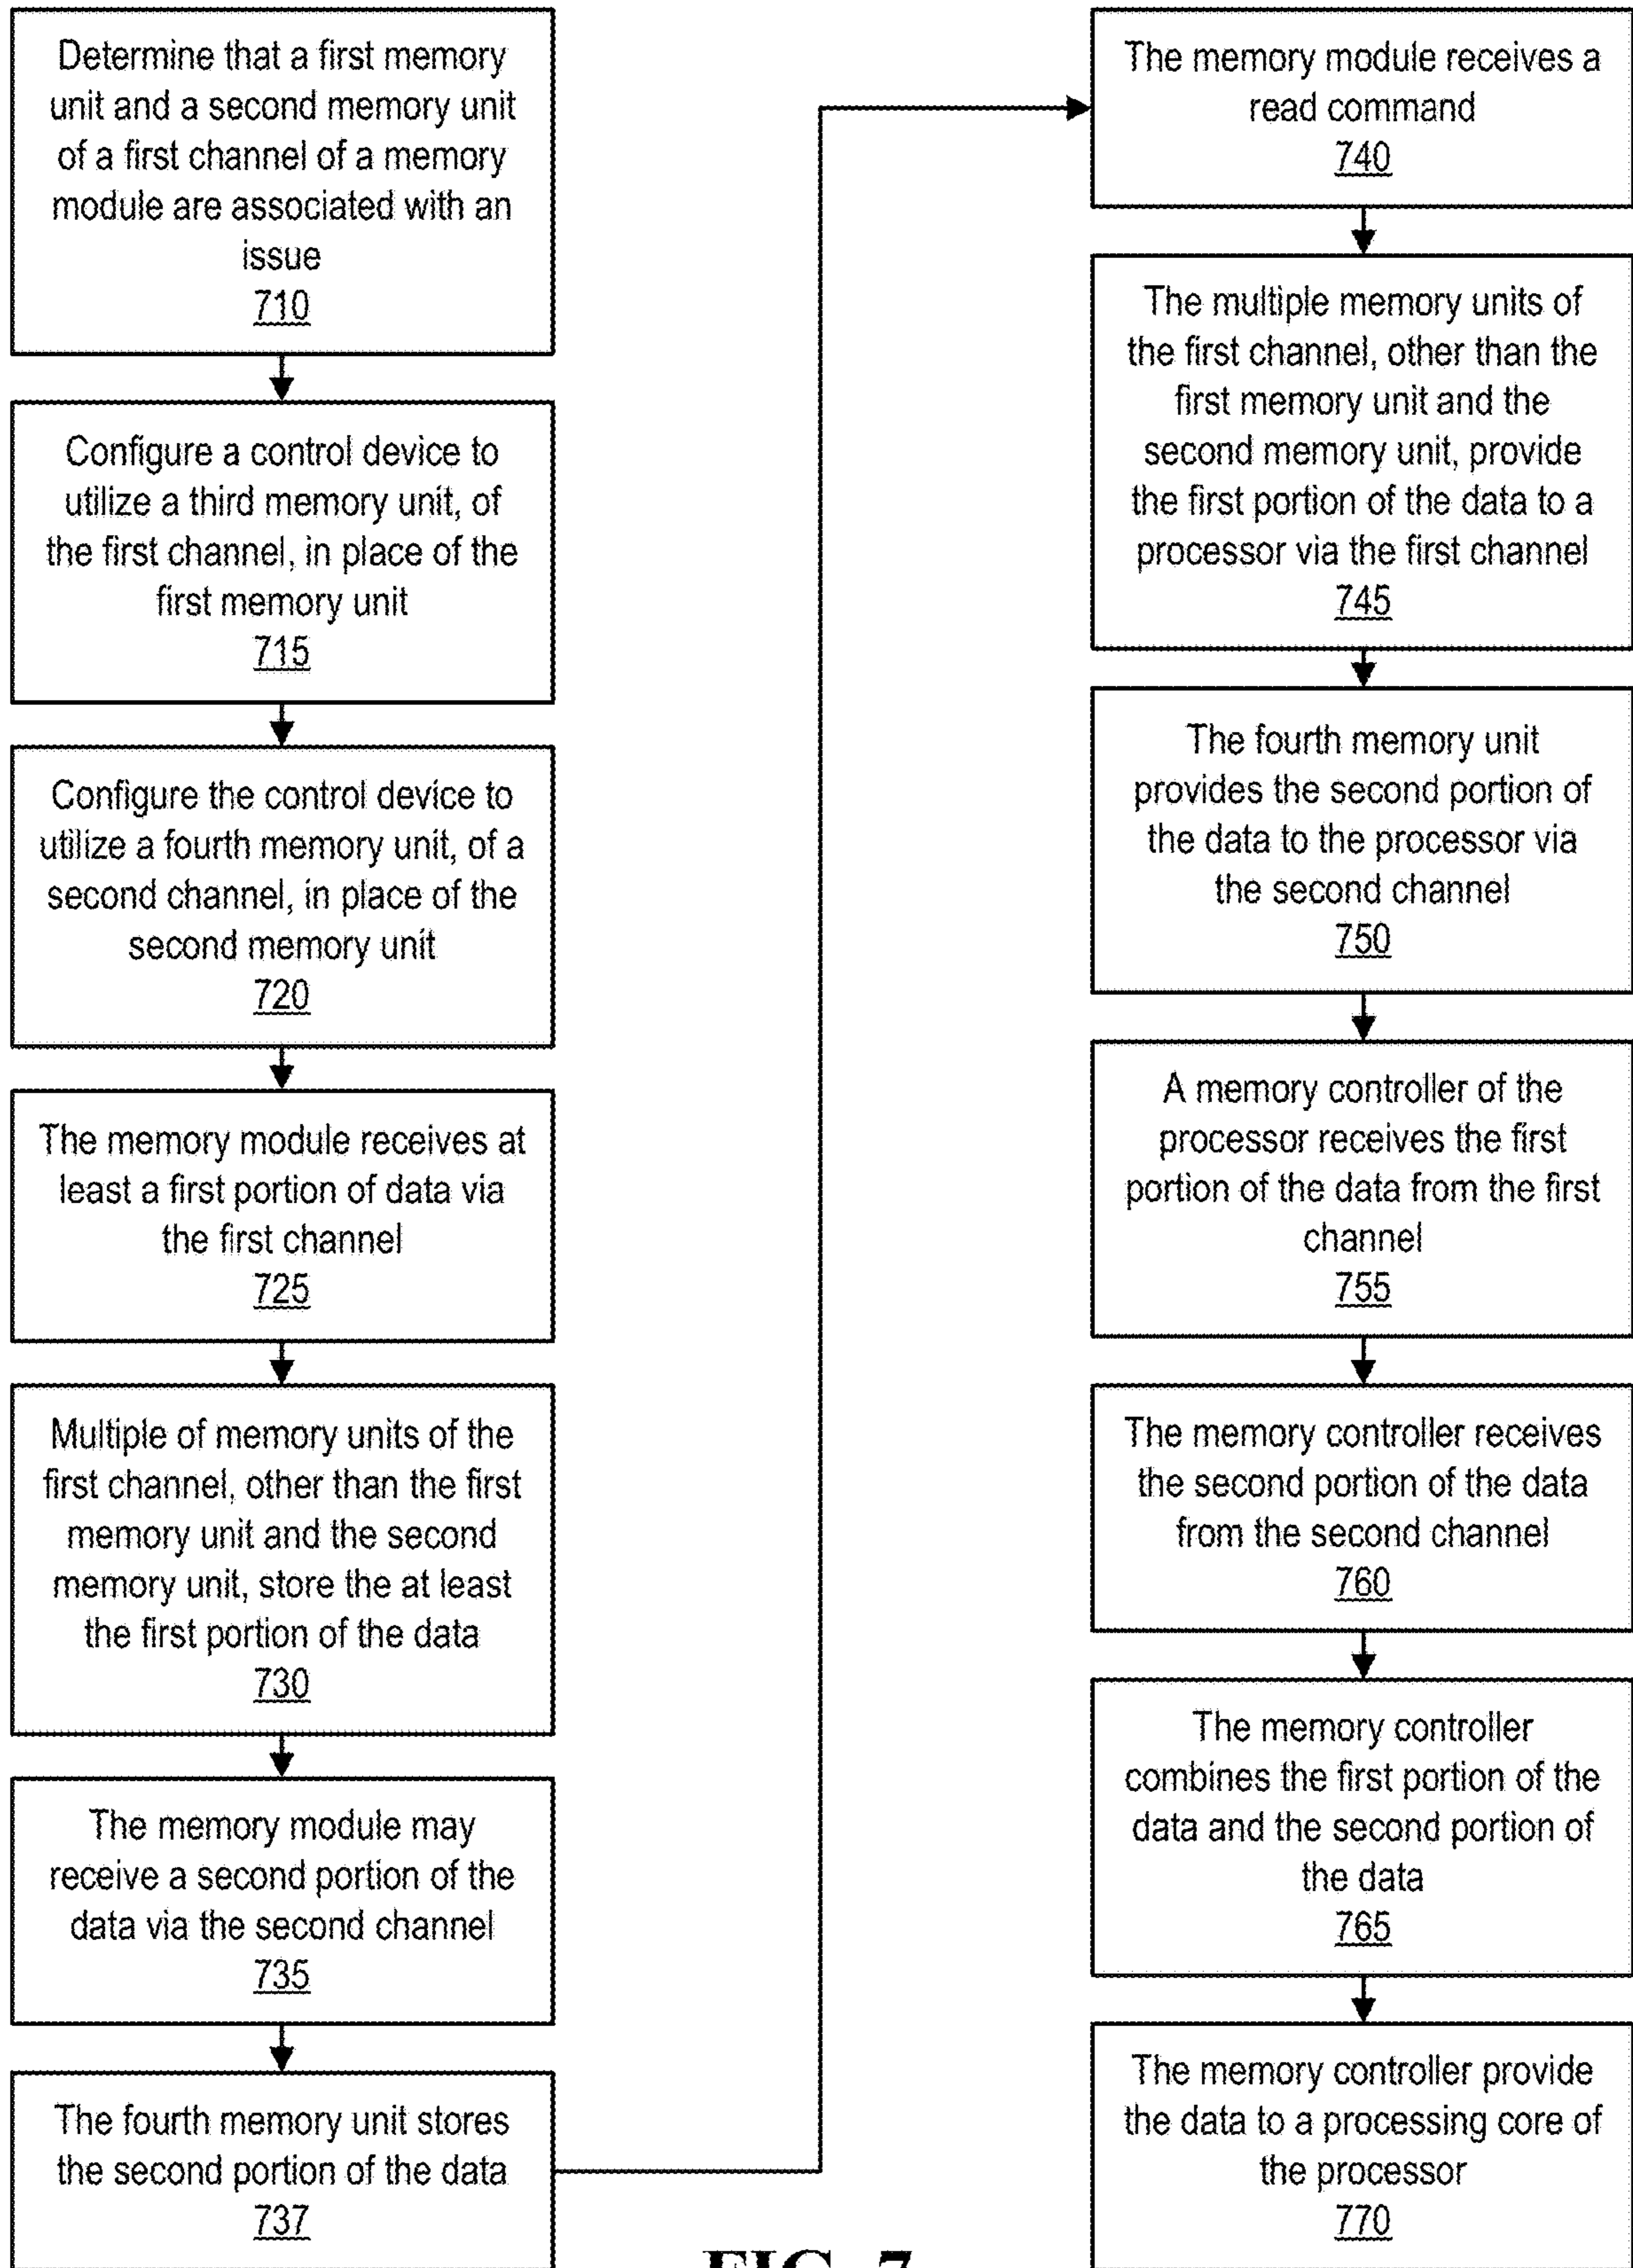 Determine that a first memory
unit and a second memory unit
of a first channel of a memory
module are associated with an
issue
710
Configure a control device to
utilize a third memory unit, of
the first channel, in place of the
first memory unit
715
Configure the control device to
utilize a fourth memory unit, of a
second channel, in place of the
second memory unit
720
The memory module receives at
least a first portion of data via
the first channel
725
Multiple of memory units of the
first channel, other than the first
memory unit and the second
memory unit, store the at least
the first portion of the data
730
The memory module may
receive a second portion of the
data via the second channel
735
The fourth memory unit stores
the second portion of the data
737
The memory module receives a
read command
740
The multiple memory units of
the first channel, other than the
first memory unit and the
second memory unit, provide
the first portion of the data to a
processor via the first channel
745
The fourth memory unit
provides the second portion of
the data to the processor via
the second channel
750
A memory controller of the
processor receives the first
portion of the data from the first
channel
755
The memory controller receives
the second portion of the data
from the second channel
760
The memory controller
combines the first portion of the
data and the second portion of
the data
765
The memory controller provide
the data to a processing core of
the processor
770
FIG. 7